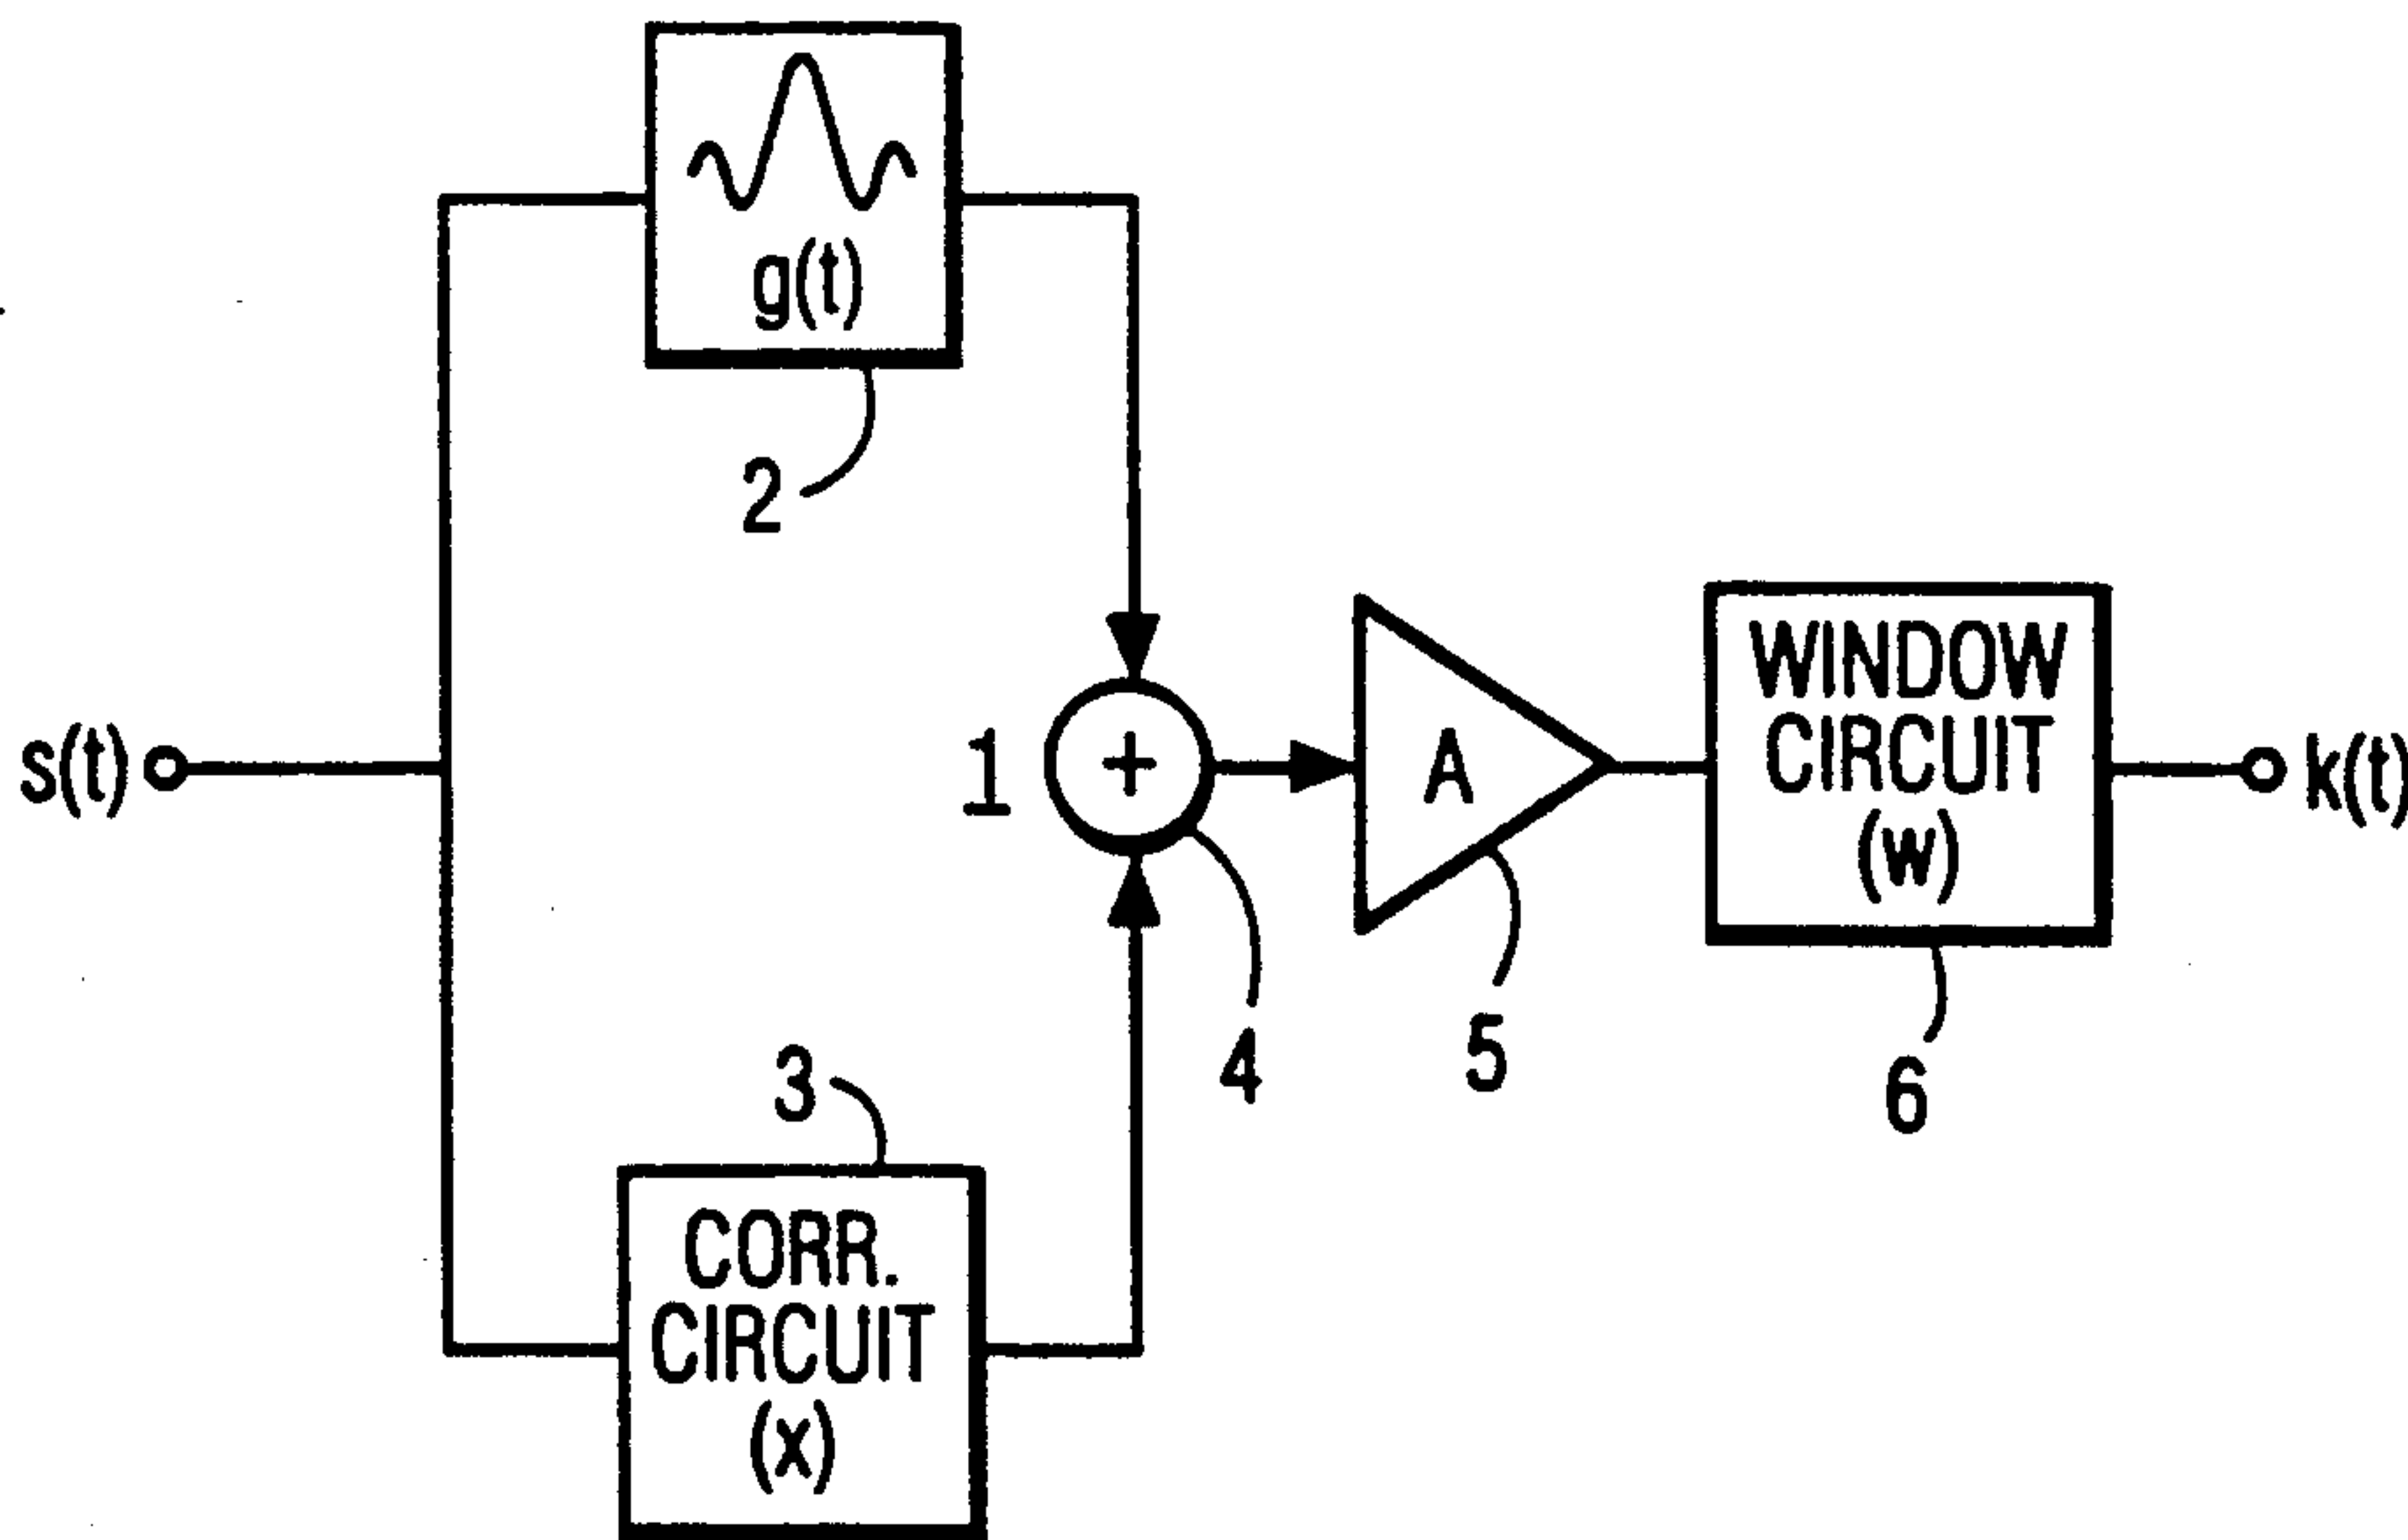 g(t)
2
s(t)
1
+
A
WINDOW
CIRCUIT
(W)
k(t)
3
4
5
6
CORR.
CIRCUIT
(X)